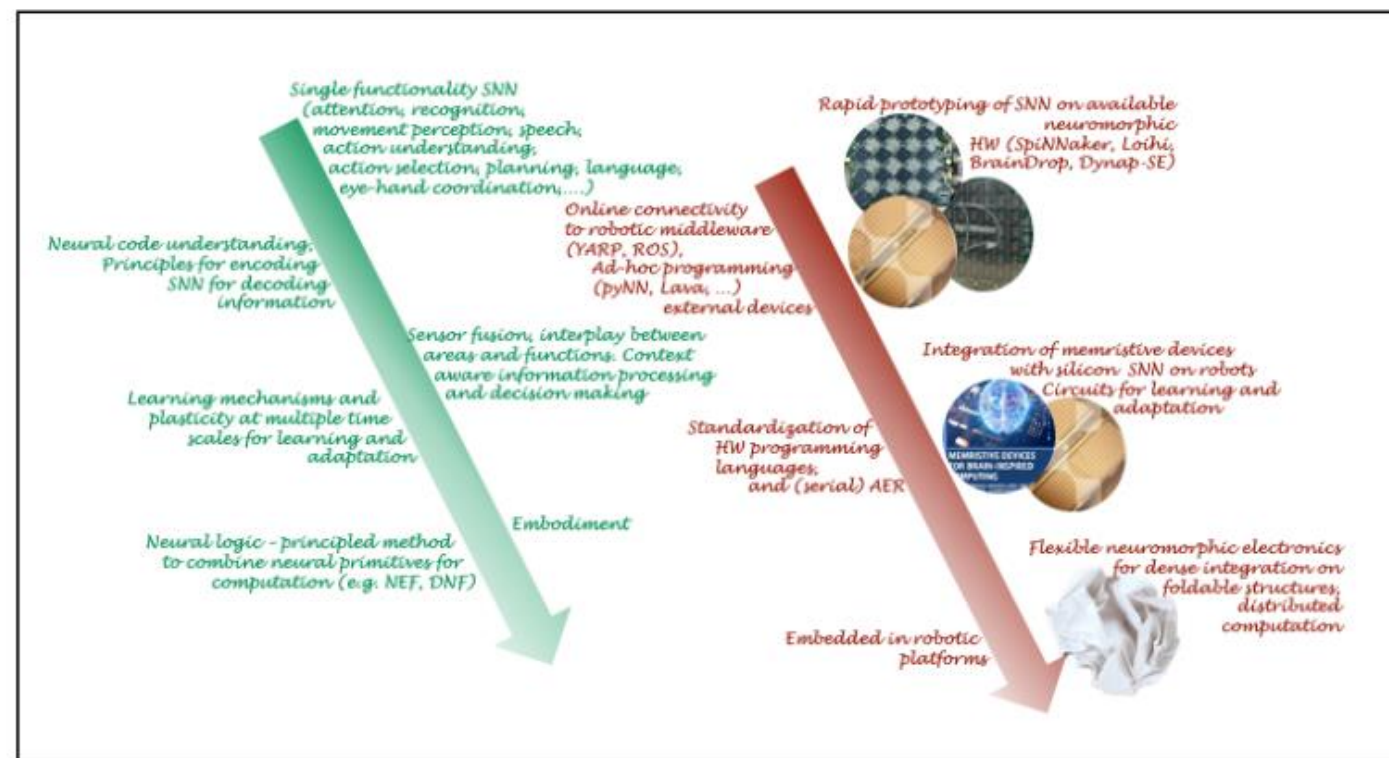 Single functionality SNN
(attention, recognition,
movement perception, speech,
action understanding,
action selection, planning, language,
eye-hand coordination,....)
Neural code understanding,
Principles for encoding
SNN for decoding
information
Sensor fusion, interplay between
areas and functions. Context
aware information processing
and decision making
Learning mechanisms and
plasticity at multiple time
scales for learning and
adaptation
Embodiment
Neural logic - principled method
to combine neural primitives for
computation (e.g. NEF, DNF)
Rapid prototyping of SNN on available
neuromorphic
HW (SpiNNaker, Loihi,
BrainDrop, Dynap-SE)
Online connectivity
to robotic middleware
(YARP, ROS),
Ad-hoc programming
(pyNN, Lava, ...)
external devices
Integration of memristive devices
with silicon SNN on robots
Circuits for learning and
adaptation
MEMRISTIVE DEVICES
FOR BRAIN-INSPIRED
COMPUTING
Standardization of
HW programming
languages,
and (serial) AER
Flexible neuromorphic electronics
for dense integration on
foldable structures,
distributed
computation
Embedded in robotic
platforms